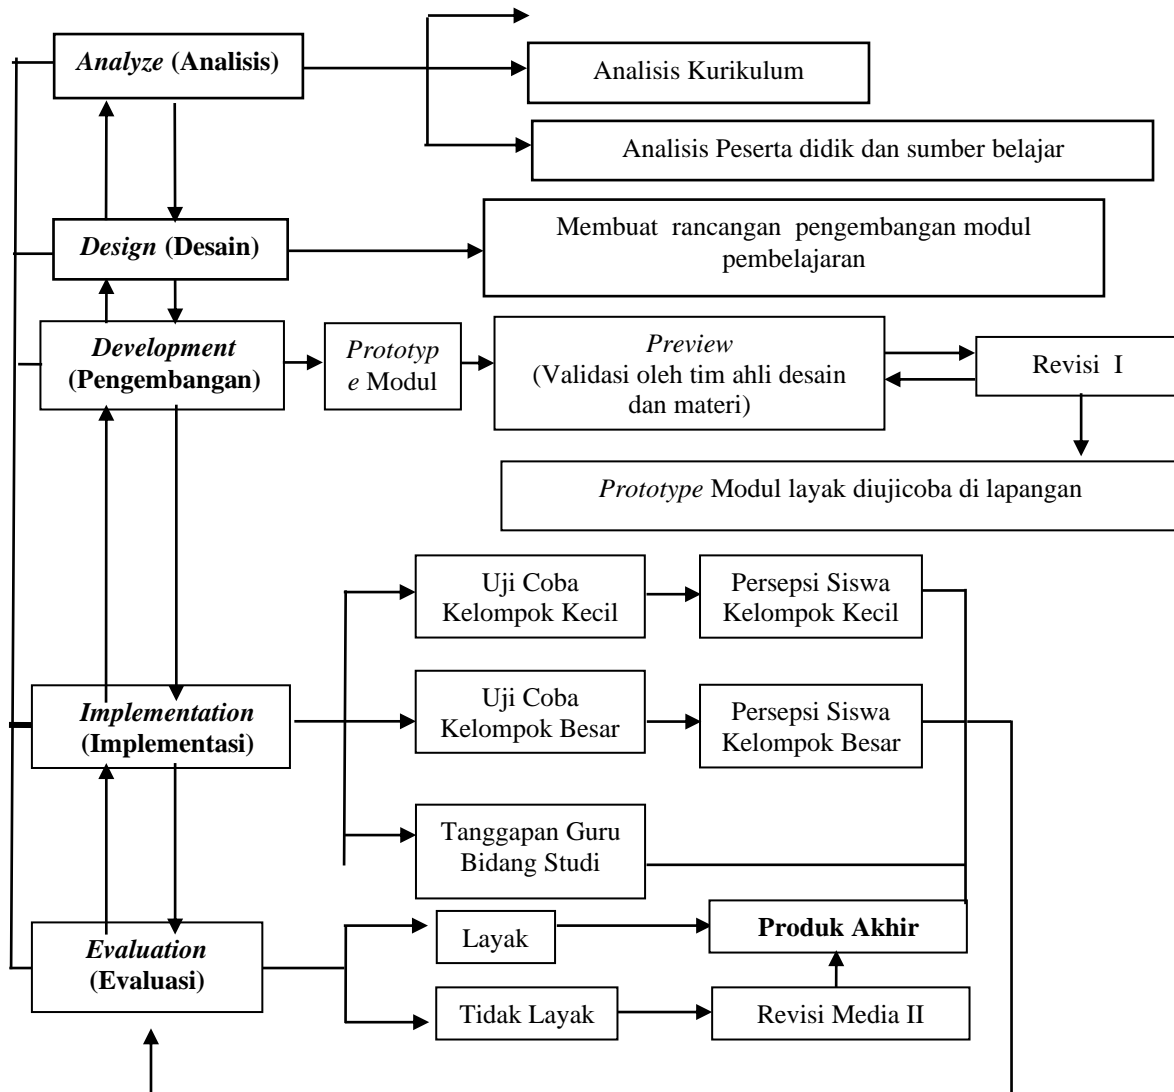 Analyze (Analisis)
Analisis Kurikulum
Analisis Peserta didik dan sumber belajar
Design (Desain)
Membuat rancangan pengembangan modul
pembelajaran
Development
(Pengembangan)
Prototyp
e Modul
Preview
(Validasi oleh tim ahli desain
dan materi)
Revisi I
Prototype Modul layak diujicoba di lapangan
Implementation
(Implementasi)
Uji Coba
Kelompok Kecil
Persepsi Siswa
Kelompok Kecil
Uji Coba
Kelompok Besar
Persepsi Siswa
Kelompok Besar
Tanggapan Guru
Bidang Studi
Evaluation
(Evaluasi)
Layak
Produk Akhir
Tidak Layak
Revisi Media II